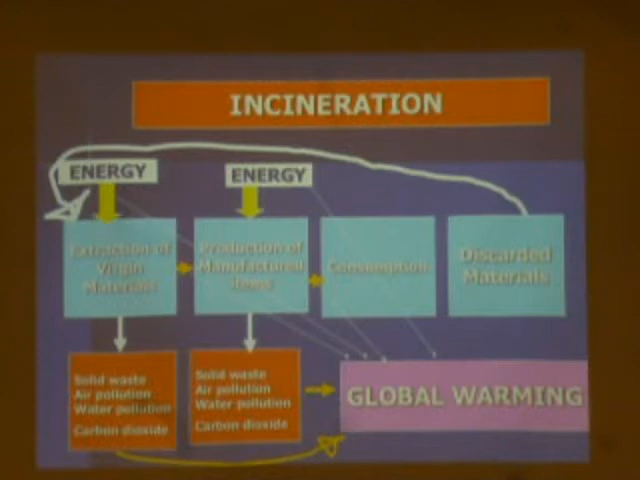 INCINERATION
ENERGY
ENERGY
Extraction of
Virgin
Materials
Production of
Manufactured
items
Consumption
Discarded
Materials
Solid waste
Air pollution
Water pollution
Carbon dioxide
Solid waste
Air pollution
Water pollution
Carbon dioxide
GLOBAL WARMING